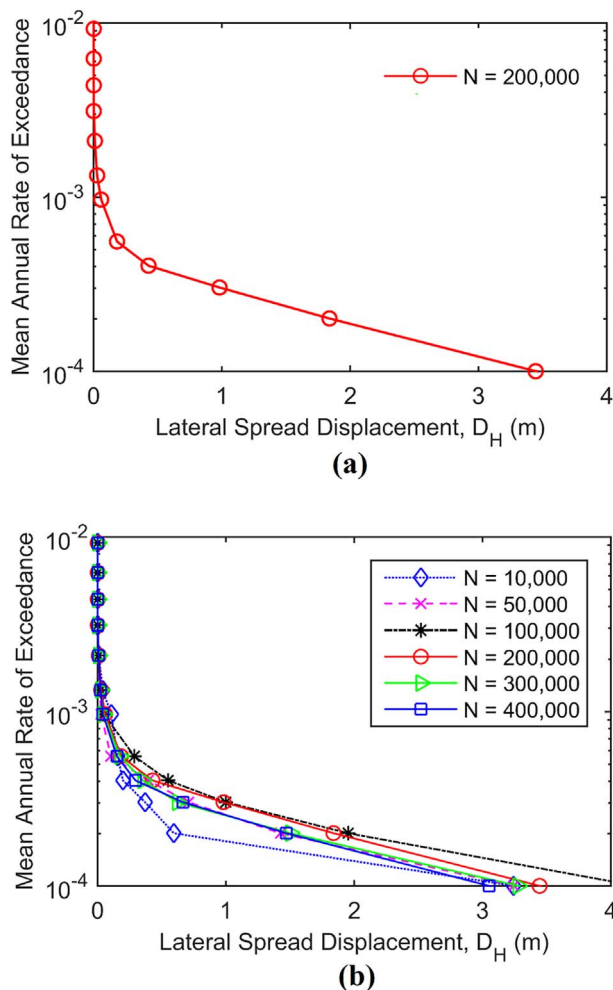 10⁻²
10⁻³
10⁻⁴
Mean Annual Rate of Exceedance
N = 200,000
0 1 2 3 4
Lateral Spread Displacement, D_H (m)
(a)
10⁻²
10⁻³
10⁻⁴
Mean Annual Rate of Exceedance
N = 10,000
N = 50,000
N = 100,000
N = 200,000
N = 300,000
N = 400,000
0 1 2 3 4
Lateral Spread Displacement, D_H (m)
(b)